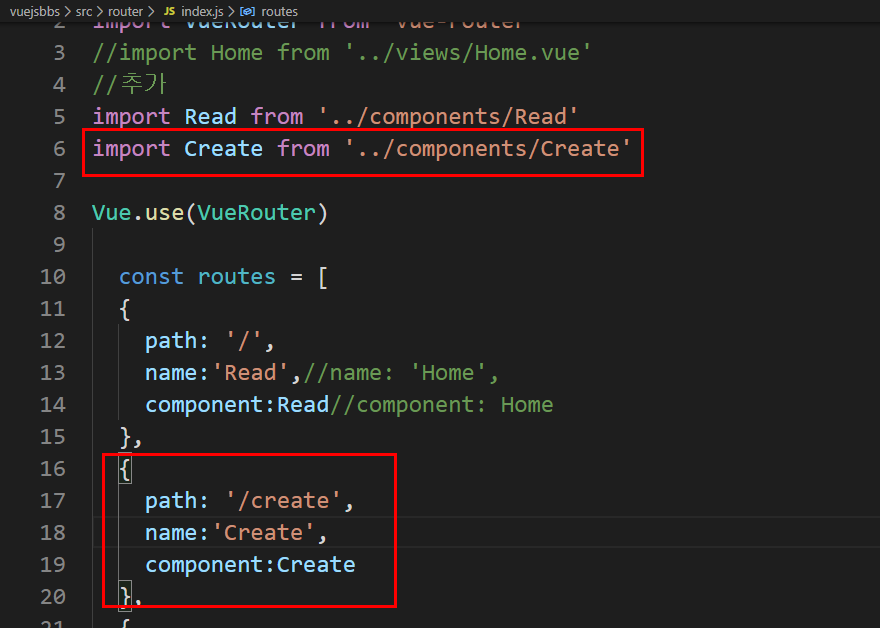 vuejsbbs > src > router > JS index.js > routes
2 import VueRouter from 'vue-router'
3 //import Home from '../views/Home.vue'
4 //추가
5 import Read from '../components/Read'
6 import Create from '../components/Create'
7
8 Vue.use(VueRouter)
9
10 const routes = [
11 {
12 path: '/',
13 name:'Read',//name: 'Home',
14 component:Read//component: Home
15 },
16 {
17 path: '/create',
18 name:'Create',
19 component:Create
20 },
21 {